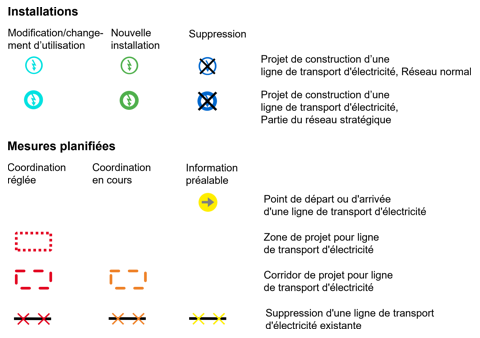 Installations
Modification/change-
ment d'utilisation
Nouvelle
installation
Suppression
Projet de construction d'une
ligne de transport d'électricité, Réseau normal
Projet de construction d'une
ligne de transport d'électricité,
Partie du réseau stratégique
Mesures planifiées
Coordination
réglée
Coordination
en cours
Information
préalable
Point de départ ou d'arrivée
d'une ligne de transport d'électricité
Zone de projet pour ligne
de transport d'électricité
Corridor de projet pour ligne
de transport d'électricité
Suppression d'une ligne de transport
d'électricité existante